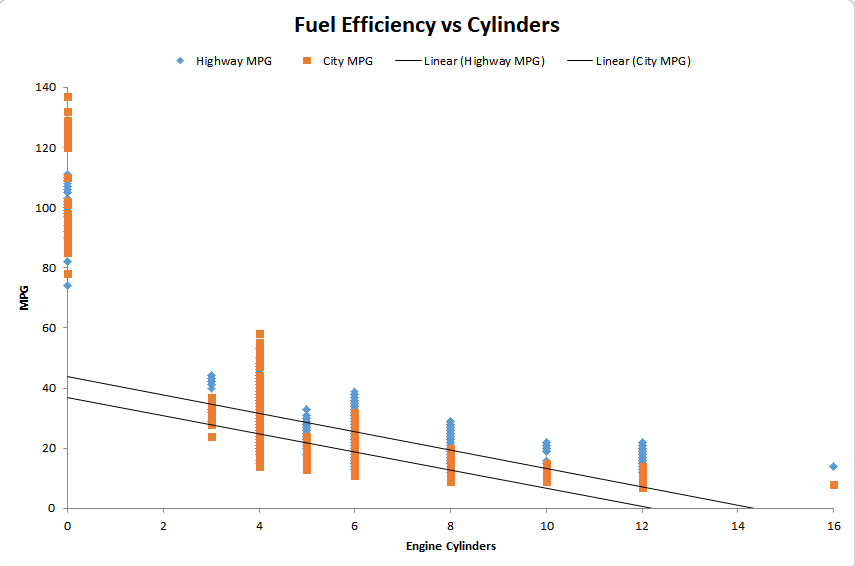 Fuel Efficiency vs Cylinders
Highway MPG City MPG Linear (Highway MPG) Linear (City MPG)
140
120
100
80
60
40
20
0
MPG
0 2 4 6 8 10 12 14 16
Engine Cylinders